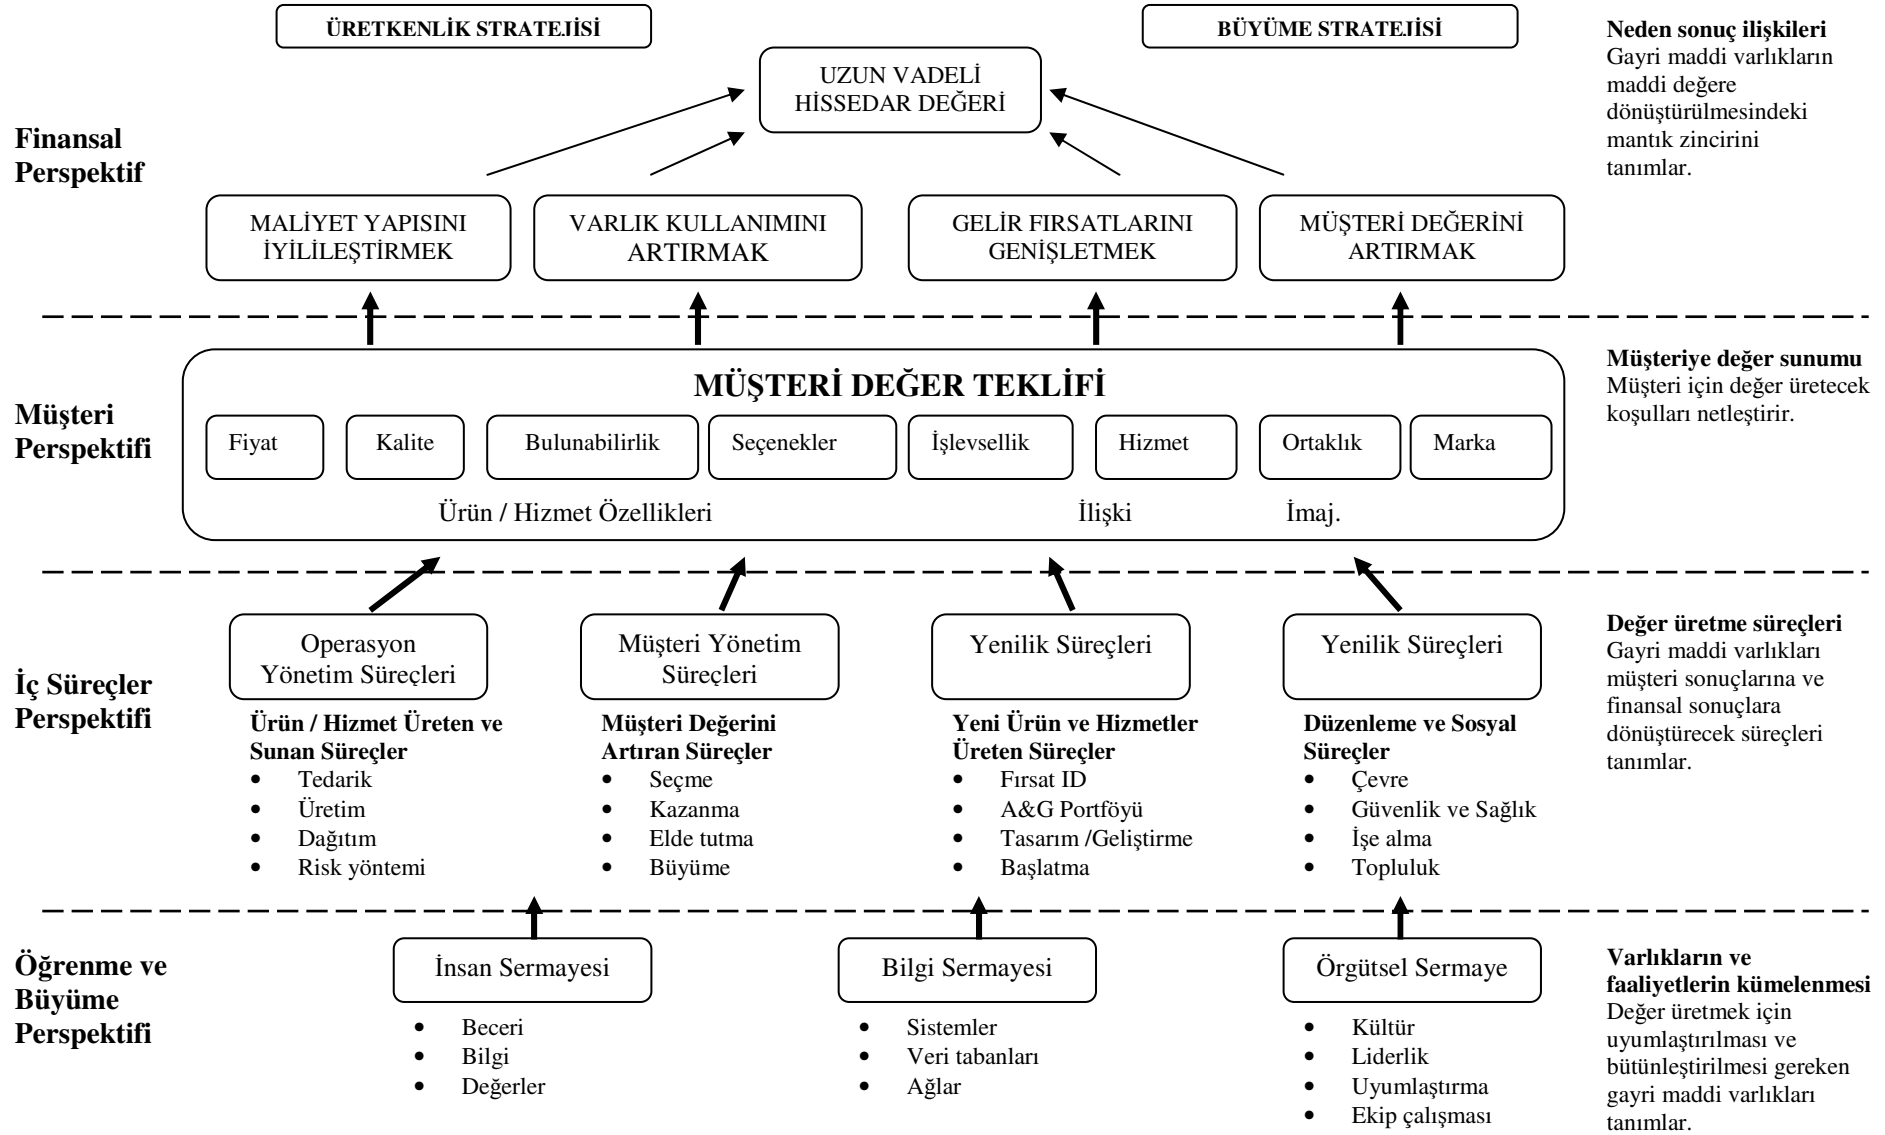 ÜRETKENLİK STRATEJİSİ
BÜYÜME STRATEJİSİ
UZUN VADELİ
HİSSEDAR DEĞERİ
Neden sonuç ilişkileri
Gayri maddi varlıkların
maddi değere
dönüştürülmesindeki
mantık zincirini
tanımlar.
Finansal
Perspektif
MALİYET YAPISINI
İYİLİLEŞTİRMEK
VARLIK KULLANIMINI
ARTIRMAK
GELİR FIRSATLARINI
GENİŞLETMEK
MÜŞTERİ DEĞERİNİ
ARTIRMAK
Müşteri
Perspektifi
MÜŞTERİ DEĞER TEKLİFİ
Fiyat
Kalite
Bulunabilirlik
Seçenekler
İşlevsellik
Hizmet
Ortaklık
Marka
Ürün / Hizmet Özellikleri
İlişki
İmaj.
Müşteriye değer sunumu
Müşteri için değer üretecek
koşulları netleştirir.
İç Süreçler
Perspektifi
Operasyon
Yönetim Süreçleri
Ürün / Hizmet Üreten ve
Sunan Süreçler
• Tedarik
• Üretim
• Dağıtım
• Risk yöntemi
Müşteri Yönetim
Süreçleri
Müşteri Değerini
Artıran Süreçler
• Seçme
• Kazanma
• Elde tutma
• Büyüme
Yenilik Süreçleri
Yeni Ürün ve Hizmetler
Üreten Süreçler
• Fırsat ID
• A&G Portföyü
• Tasarım /Geliştirme
• Başlatma
Yenilik Süreçleri
Düzenleme ve Sosyal
Süreçler
• Çevre
• Güvenlik ve Sağlık
• İşe alma
• Topluluk
Değer üretme süreçleri
Gayri maddi varlıkları
müşteri sonuçlarına ve
finansal sonuçlara
dönüştürecek süreçleri
tanımlar.
Öğrenme ve
Büyüme
Perspektifi
İnsan Sermayesi
• Beceri
• Bilgi
• Değerler
Bilgi Sermayesi
• Sistemler
• Veri tabanları
• Ağlar
Örgütsel Sermaye
• Kültür
• Liderlik
• Uyumlaştırma
• Ekip çalışması
Varlıkların ve
faaliyetlerin kümelenmesi
Değer üretmek için
uyumlaştırılması ve
bütünleştirilmesi gereken
gayri maddi varlıkları
tanımlar.